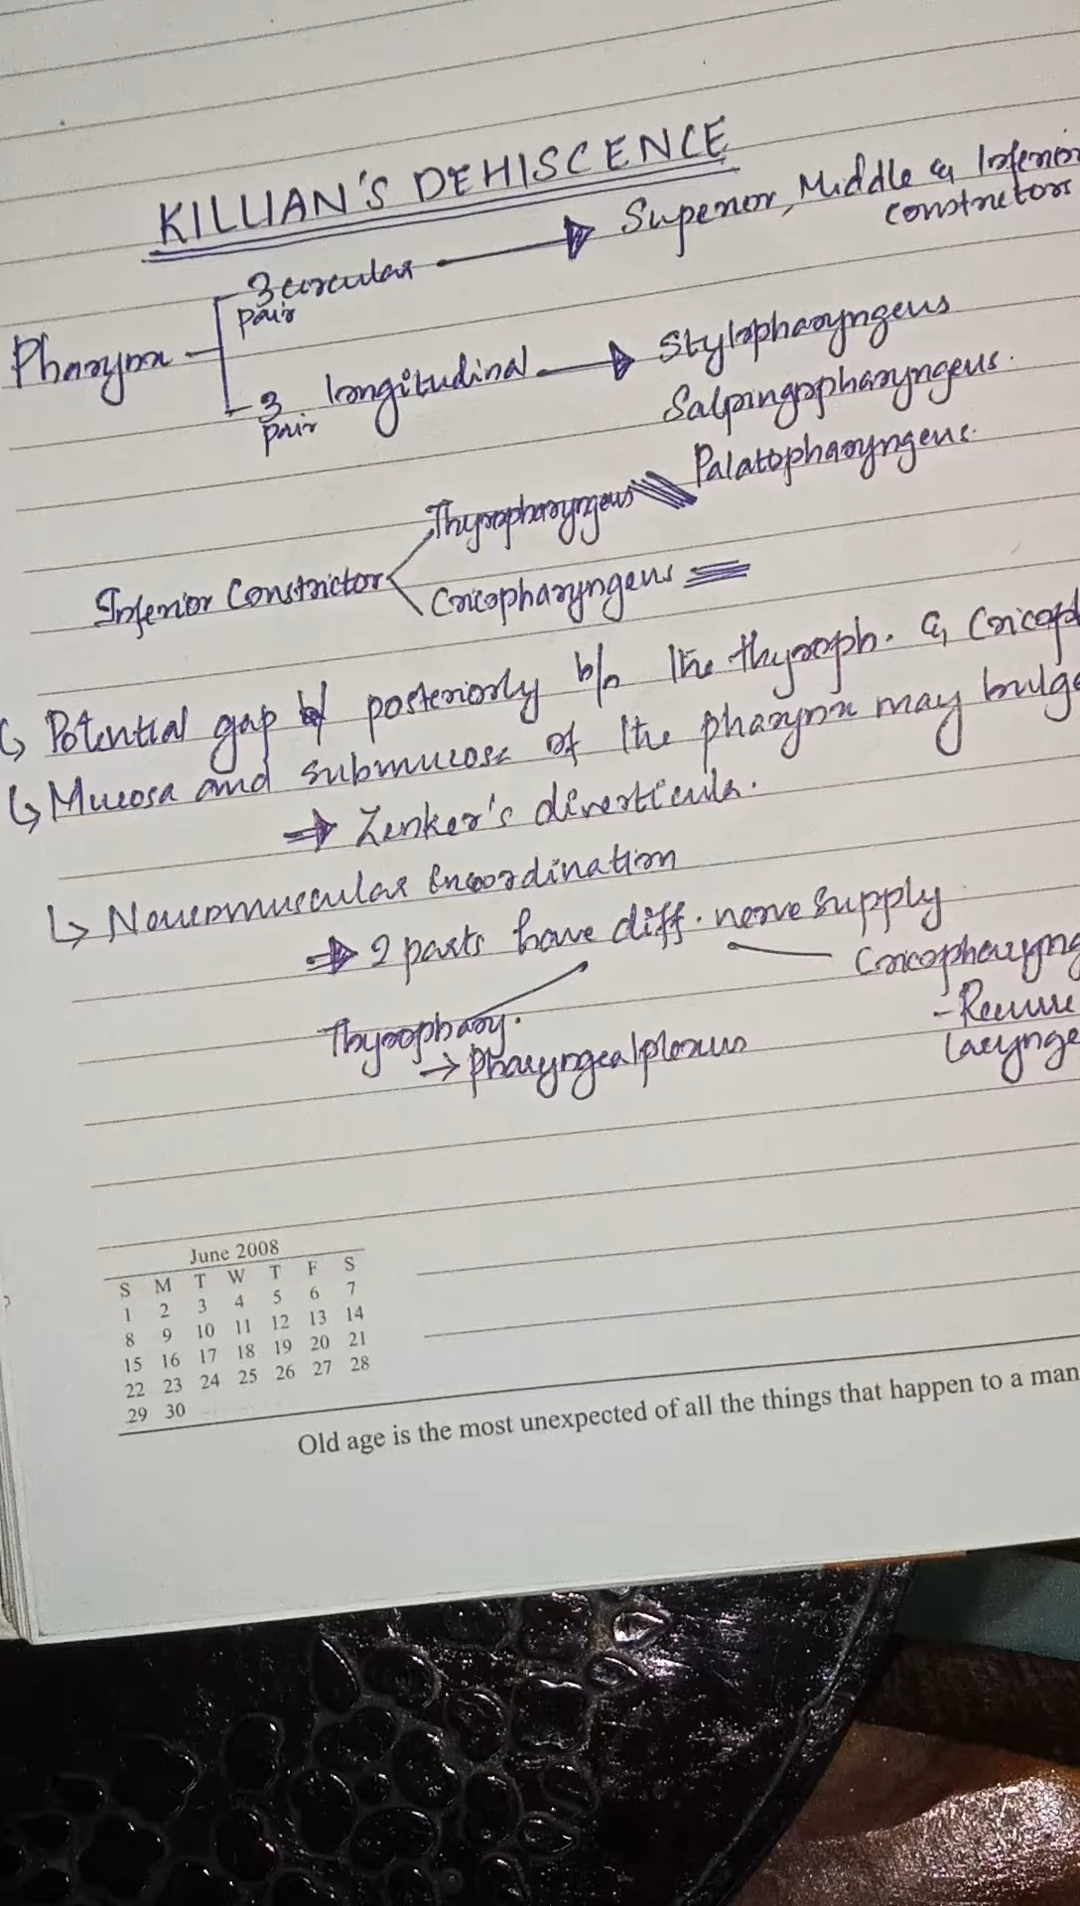 KILLIAN'S DEHISCENCE
Pharynx
3 circular
pair
Superior, Middle & Inferior
constrictors
3 longitudinal
pair
Stylopharyngeus
Salpingopharyngeus.
Palatopharyngeus.
Inferior Constrictor
Thyropharyngeus
Cricopharyngeus
Potential gap posteriorly b/n the thyroph. & Cricoph
Mucosa and submucosa of the pharynx may bulge
⇒ Zenker's diverticula.
↳ Neuromuscular Incoordination
⇒ 2 parts have diff. nerve supply
Thyrophary.
→ Pharyngeal plexus
Cricopharyng
- Recurre
Larynge
June 2008
S M T W T F S
1 2 3 4 5 6 7
8 9 10 11 12 13 14
15 16 17 18 19 20 21
22 23 24 25 26 27 28
29 30
Old age is the most unexpected of all the things that happen to a man